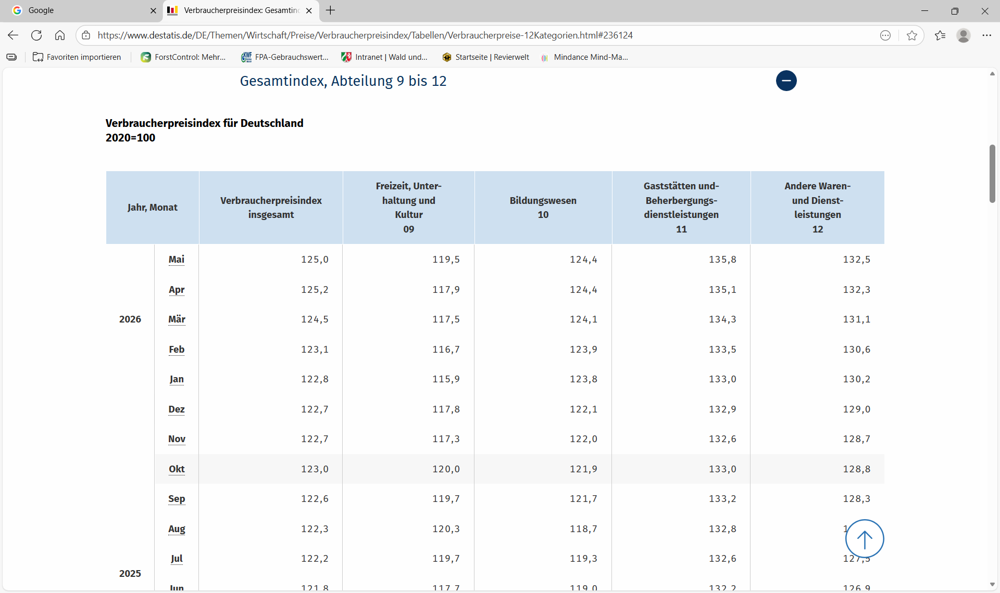 Google
Verbraucherpreisindex: Gesamtind
https://www.destatis.de/DE/Themen/Wirtschaft/Preise/Verbraucherpreisindex/Tabellen/Verbraucherpreise-12Kategorien.html#236124
Favoriten importieren
ForstControl: Mehr...
FPA-Gebrauchswert...
Intranet | Wald und...
Startseite | Revierwelt
Mindance Mind-Ma...
Gesamtindex, Abteilung 9 bis 12
Verbraucherpreisindex für Deutschland
2020=100
Jahr, Monat
Verbraucherpreisindex
insgesamt
Freizeit, Unter-
haltung und
Kultur
09
Bildungswesen
10
Gaststätten und-
Beherbergungs-
dienstleistungen
11
Andere Waren-
und Dienst-
leistungen
12
Mai 125,0 119,5 124,4 135,8 132,5
Apr 125,2 117,9 124,4 135,1 132,3
2026 Mär 124,5 117,5 124,1 134,3 131,1
Feb 123,1 116,7 123,9 133,5 130,6
Jan 122,8 115,9 123,8 133,0 130,2
Dez 122,7 117,8 122,1 132,9 129,0
Nov 122,7 117,3 122,0 132,6 128,7
Okt 123,0 120,0 121,9 133,0 128,8
Sep 122,6 119,7 121,7 133,2 128,3
Aug 122,3 120,3 118,7 132,8
Jul 122,2 119,7 119,3 132,6 127,5
2025
Jun 121,8 117,7 119,0 132,2 126,9